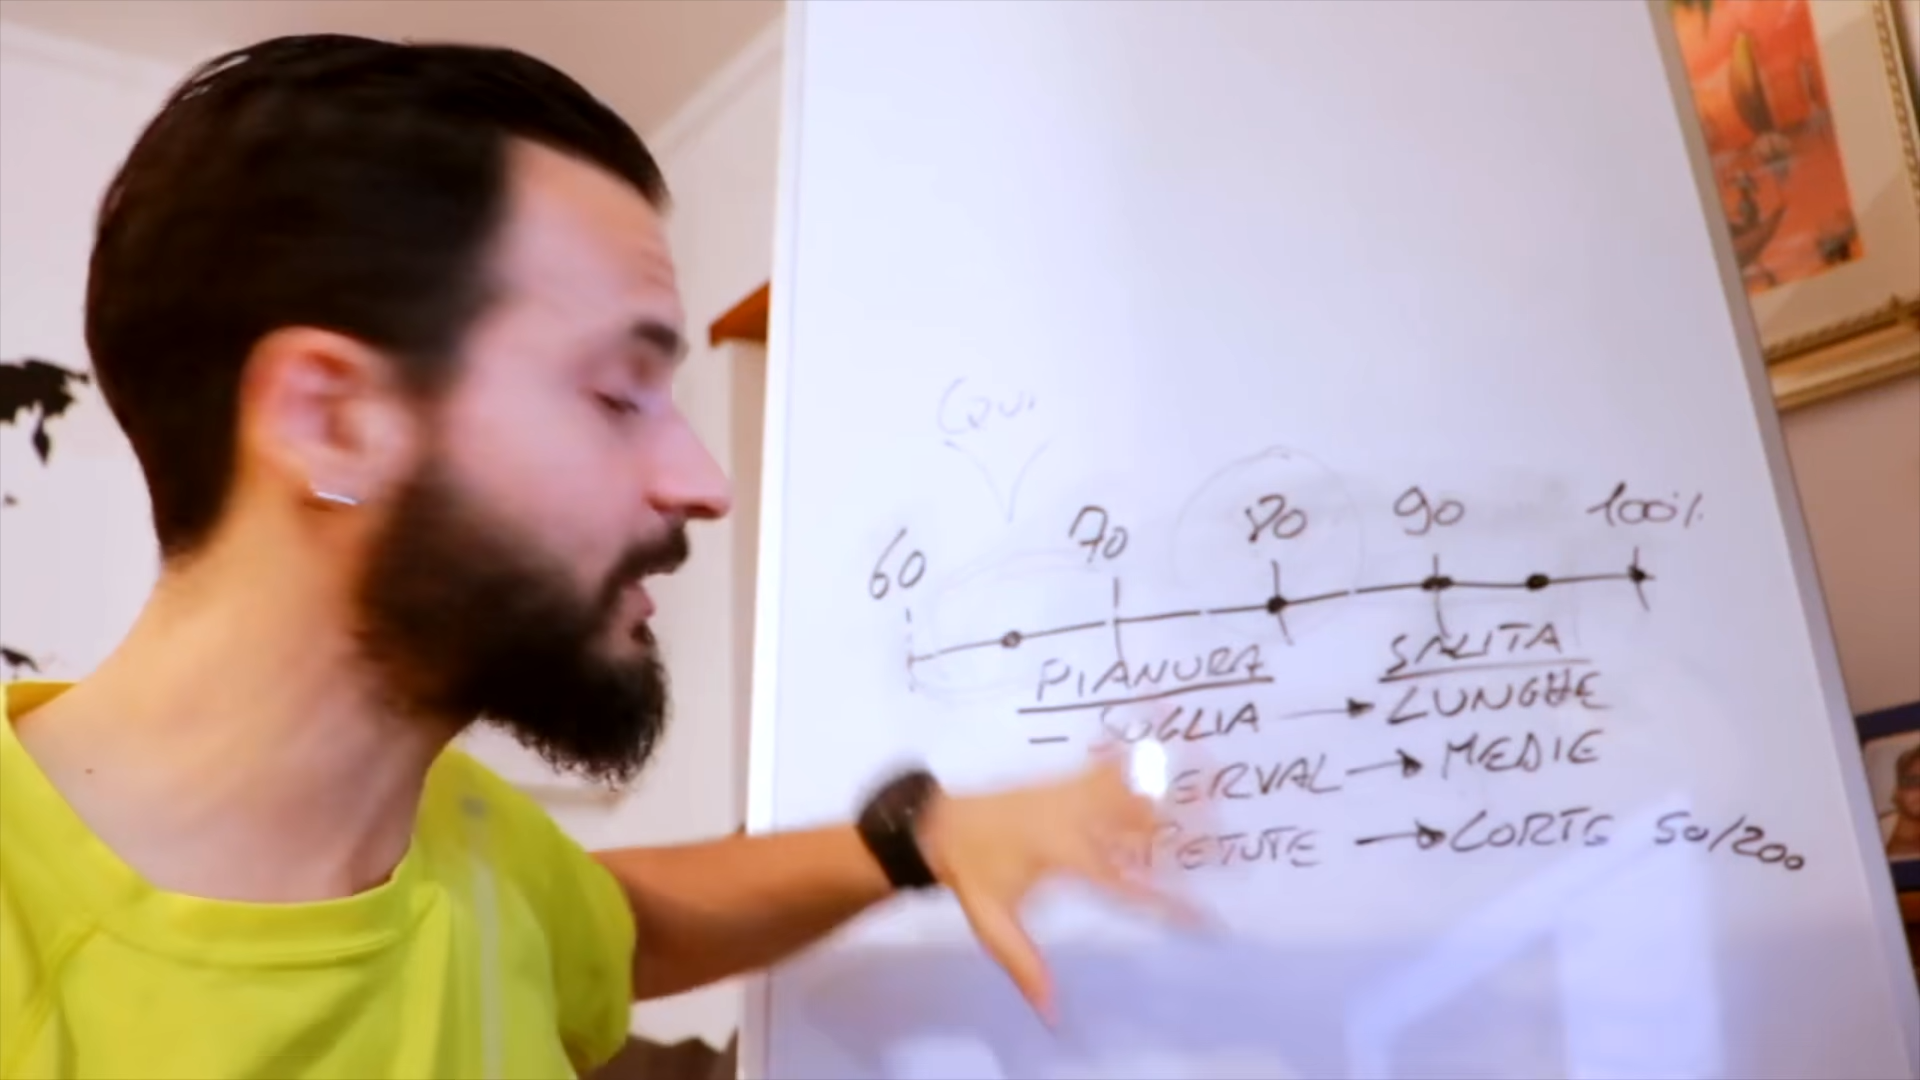 QUI
60 70 80 90 100%
PIANURA SALITA
- SOGLIA → LUNGHE
ERVAL → MEDIE
PETUTE → CORTE 50/200